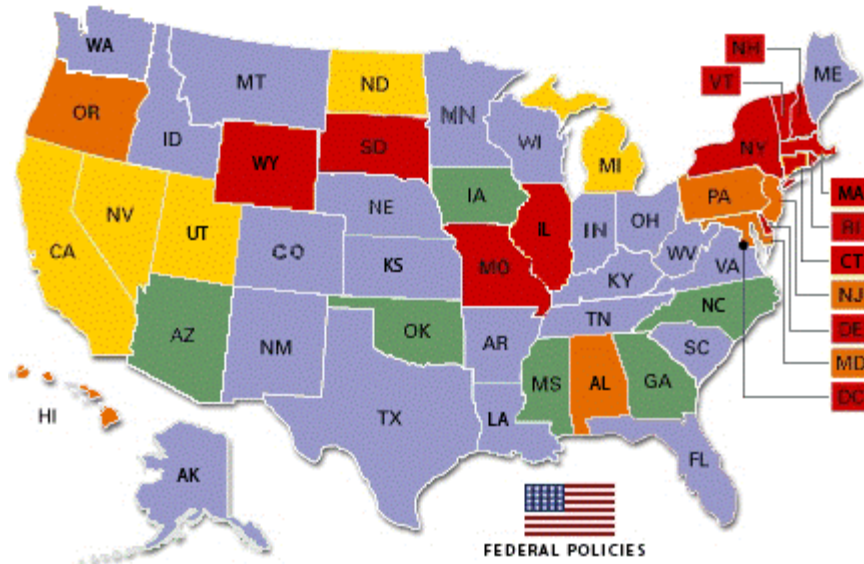 NH
WA
VT
ME
MT
ND
MN
OR
ID
WI
SD
NY
WY
MI
MA
IA
PA
RI
NE
NV
IL
IN
OH
UT
CT
CA
CO
WV
KS
MO
VA
NJ
KY
NC
DE
TN
OK
AZ
AR
SC
NM
MD
MS
AL
GA
DC
HI
TX
LA
FL
AK
FEDERAL POLICIES